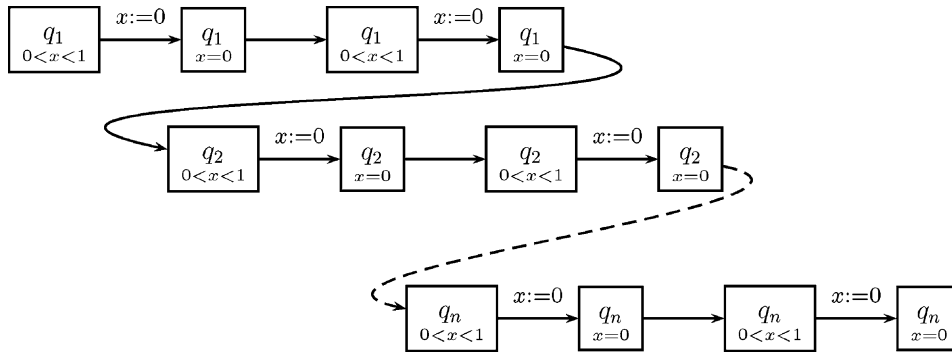 x:=0 x:=0
q₁ q₁ q₁ q₁
0<x<1 x=0 0<x<1 x=0
x:=0 x:=0
q₂ q₂ q₂ q₂
0<x<1 x=0 0<x<1 x=0
x:=0 x:=0
qₙ qₙ qₙ qₙ
0<x<1 x=0 0<x<1 x=0